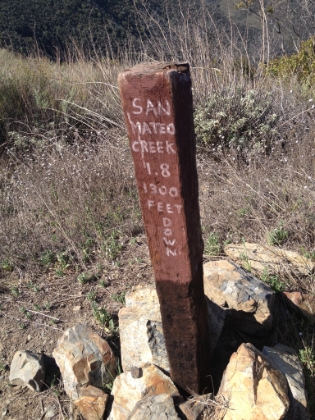 SAN
MATEO
CREEK
1.8
1300
FEET
DOWN